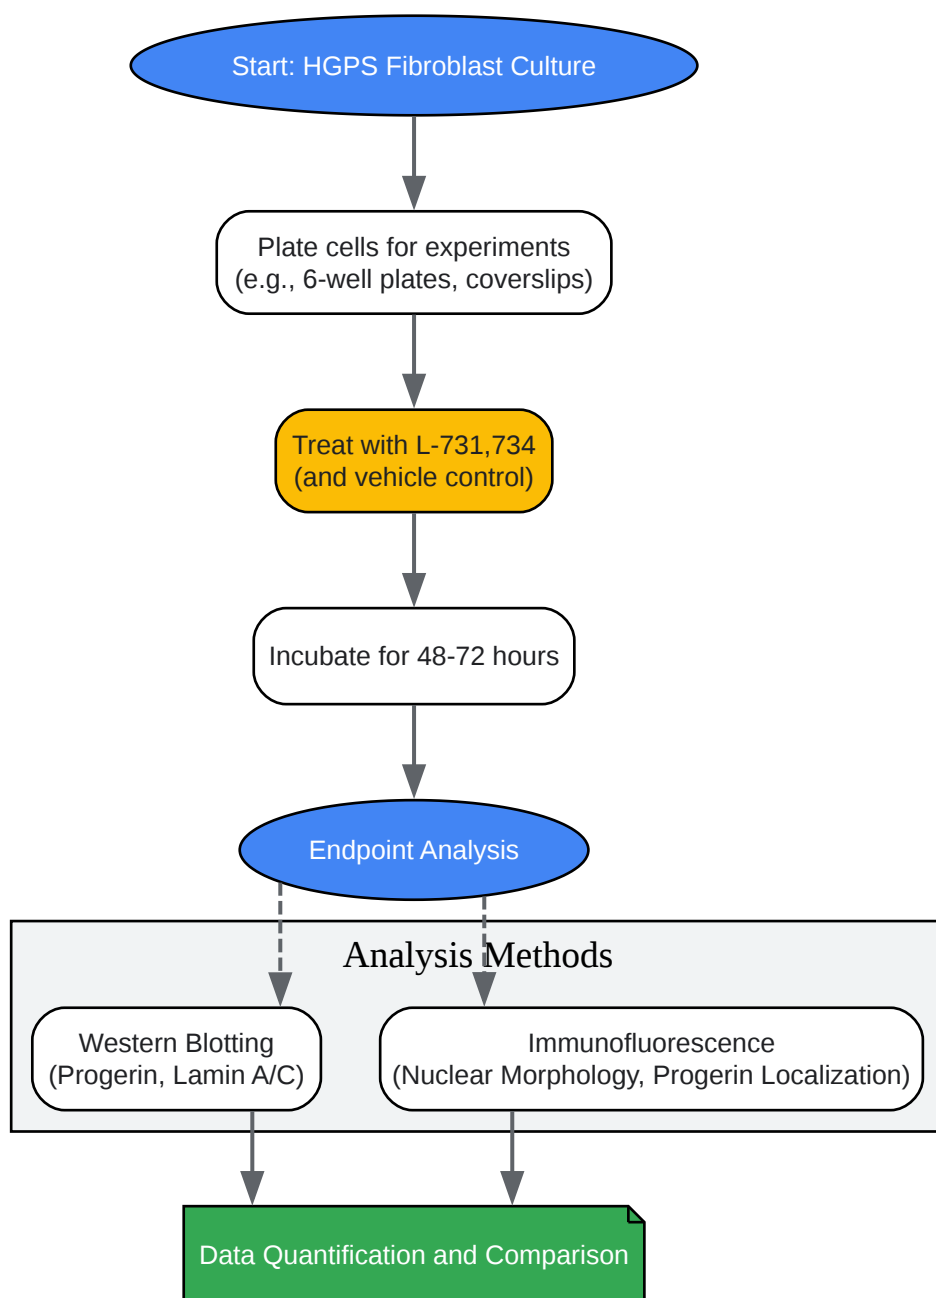 Start: HGPS Fibroblast Culture
Plate cells for experiments
(e.g., 6-well plates, coverslips)
Treat with L-731,734
(and vehicle control)
Incubate for 48-72 hours
Endpoint Analysis
Analysis Methods
Western Blotting
(Progerin, Lamin A/C)
Immunofluorescence
(Nuclear Morphology, Progerin Localization)
Data Quantification and Comparison